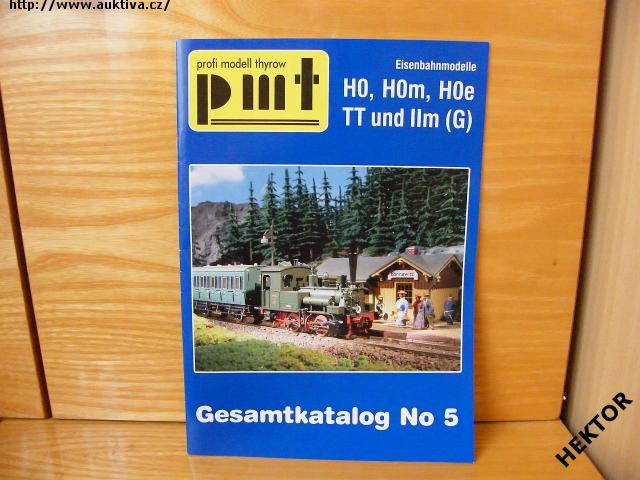 http://www.auktiva.cz/
profi modell thyrow
pmt
Eisenbahnmodelle
H0, H0m, H0e
TT und IIm (G)
Gesamtkatalog No 5
HEKTOR